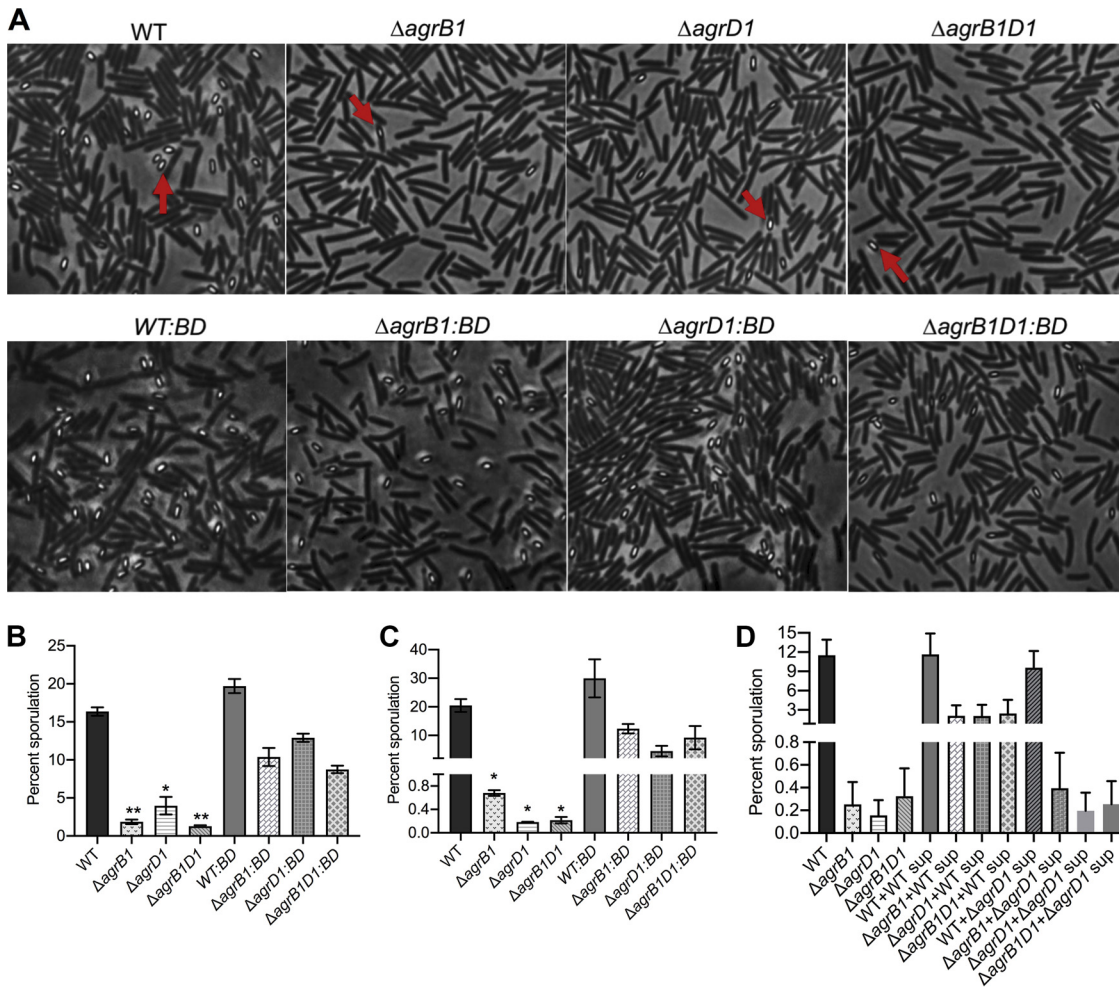 A
WT
ΔagrB1
ΔagrD1
ΔagrB1D1
WT:BD
ΔagrB1:BD
ΔagrD1:BD
ΔagrB1D1:BD
B
Percent sporulation
25
20
15
10
5
0
**
*
**
WT
ΔagrB1
ΔagrD1
ΔagrB1D1
WT:BD
ΔagrB1:BD
ΔagrD1:BD
ΔagrB1D1:BD
C
Percent sporulation
40
30
20
10
0.8
0.4
0.0
*
*
*
WT
ΔagrB1
ΔagrD1
ΔagrB1D1
WT:BD
ΔagrB1:BD
ΔagrD1:BD
ΔagrB1D1:BD
D
Percent sporulation
15
12
9
6
3
0.8
0.6
0.4
0.2
0.0
WT
ΔagrB1
ΔagrD1
ΔagrB1D1
WT+WT sup
ΔagrB1+WT sup
ΔagrD1+WT sup
ΔagrB1D1+WT sup
WT+ΔagrD1 sup
ΔagrB1+ΔagrD1 sup
ΔagrD1+ΔagrD1 sup
ΔagrB1D1+ΔagrD1 sup